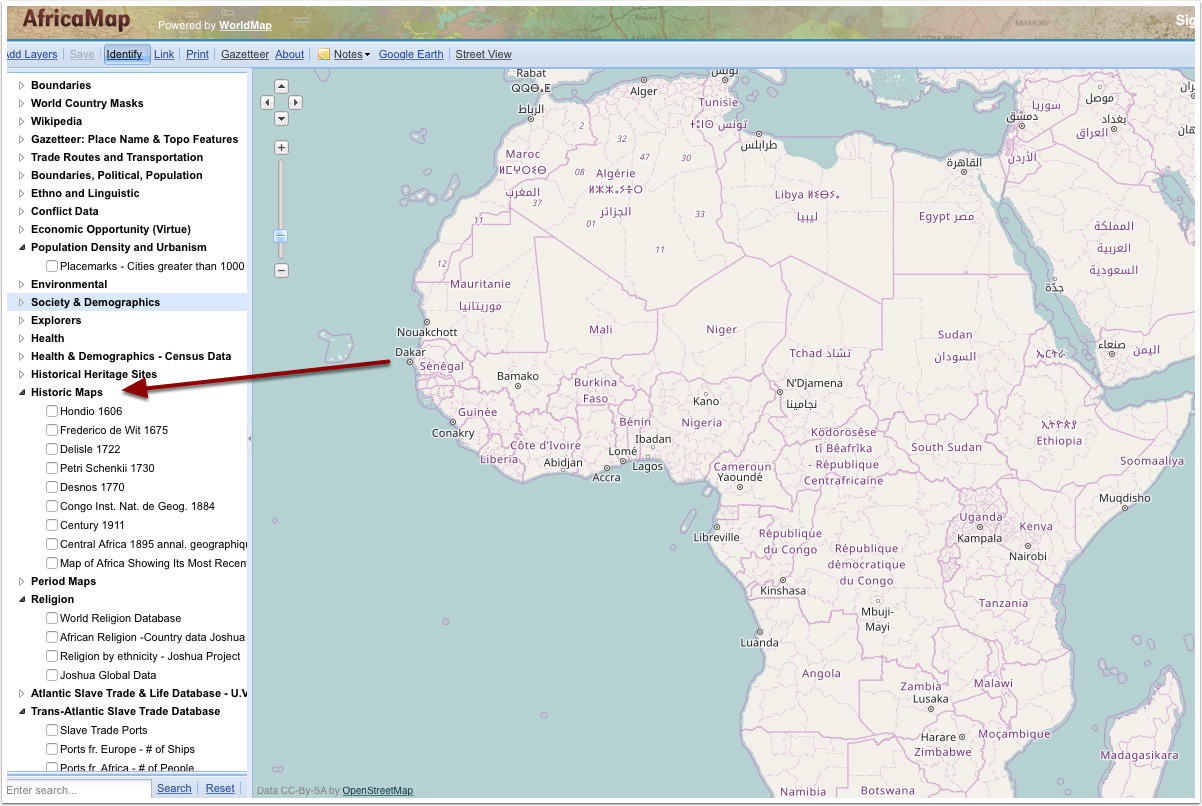 AfricaMap
Powered by WorldMap
Sig
dd Layers Save Identify Link Print Gazetteer About Notes Google Earth Street View
Boundaries
World Country Masks
Wikipedia
Gazetteer: Place Name & Topo Features
Trade Routes and Transportation
Boundaries, Political, Population
Ethno and Linguistic
Conflict Data
Economic Opportunity (Virtue)
Population Density and Urbanism
Placemarks - Cities greater than 1000
Environmental
Society & Demographics
Explorers
Health
Health & Demographics - Census Data
Historical Heritage Sites
Historic Maps
Hondio 1606
Frederico de Wit 1675
Delisle 1722
Petri Schenkii 1730
Desnos 1770
Congo Inst. Nat. de Geog. 1884
Century 1911
Central Africa 1895 annal. geographiqu
Map of Africa Showing Its Most Recen
Period Maps
Religion
World Religion Database
African Religion -Country data Joshua
Religion by ethnicity - Joshua Project
Joshua Global Data
Atlantic Slave Trade & Life Database - U.V
Trans-Atlantic Slave Trade Database
Slave Trade Ports
Ports fr. Europe - # of Ships
Ports fr. Africa - # of People
Enter search... Search Reset
Rabat
الرباط
Alger
تونس
Tunisie
تونس
طرابلس
Maroc
ⵍⵎⵖⵔⵉⴱ
المغرب
Algérie
الجزائر
2
32
47
30
08
37
33
01
11
11
12
Libya
ليبيا
القاهرة
Egypt مصر
سوريا
دمشق
موصل
بغداد
العراق
الأردن
المملكة
العربية
السعودية
جدّة
صنعاء
اليمن
Mauritanie
موريتانيا
Nouakchott
Dakar
Sénégal
Mali
Niger
Tchad تشاد
Sudan
السودان
ኤርትራ
Bamako
Burkina
Faso
N'Djamena
نجامينا
Kano
Guinée
Conakry
Bénin
Nigeria
Ibadan
Côte d'Ivoire
Liberia
Abidjan
Lomé
Accra
Lagos
Ködörösêse
tî Bêafrîka
- République
Centrafricaine
South Sudan
ኢትዮጵያ
Ethiopia
Soomaaliya
Cameroun
Yaoundé
Muqdisho
Libreville
République
du Congo
République
démocratique
du Congo
Uganda
Kampala
Kenya
Nairobi
Kinshasa
Mbuji-
Mayi
Tanzania
Luanda
Angola
Zambia
Lusaka
Malawi
Harare
Zimbabwe
Moçambique
Madagasikara
Namibia
Botswana
Data CC-By-SA by OpenStreetMap